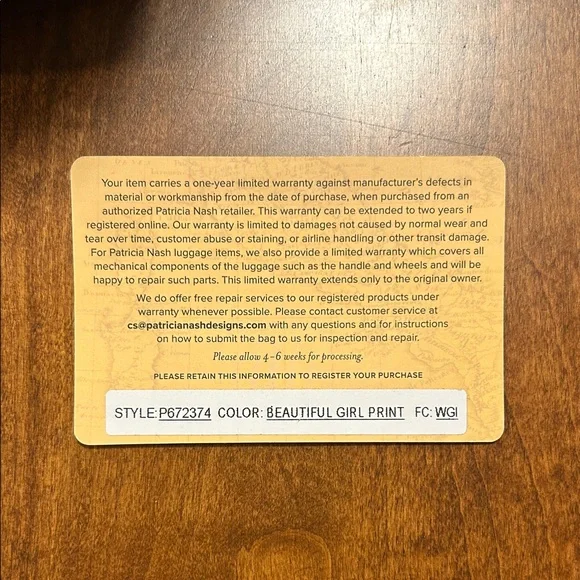 Your item carries a one-year limited warranty against manufacturer's defects in
material or workmanship from the date of purchase, when purchased from an
authorized Patricia Nash retailer. This warranty can be extended to two years if
registered online. Our warranty is limited to damages not caused by normal wear and
tear over time, customer abuse or staining, or airline handling or other transit damage.
For Patricia Nash luggage items, we also provide a limited warranty which covers all
mechanical components of the luggage such as the handle and wheels and will be
happy to repair such parts. This limited warranty extends only to the original owner.
We do offer free repair services to our registered products under
warranty whenever possible. Please contact customer service at
cs@patricianashdesigns.com with any questions and for instructions
on how to submit the bag to us for inspection and repair.
Please allow 4–6 weeks for processing.
PLEASE RETAIN THIS INFORMATION TO REGISTER YOUR PURCHASE
STYLE:P672374 COLOR: BEAUTIFUL GIRL PRINT FC: WGI